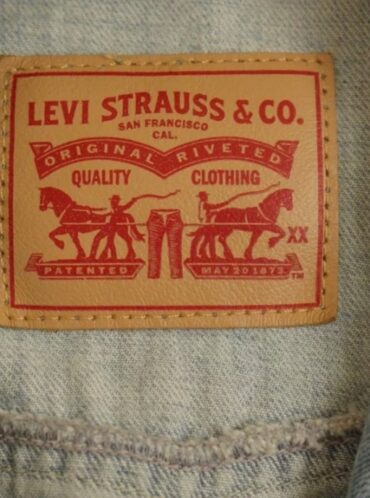 LEVI STRAUSS & CO.
SAN FRANCISCO
CAL.
ORIGINAL RIVETED
QUALITY CLOTHING
XX
PATENTED MAY 20 1873 TM